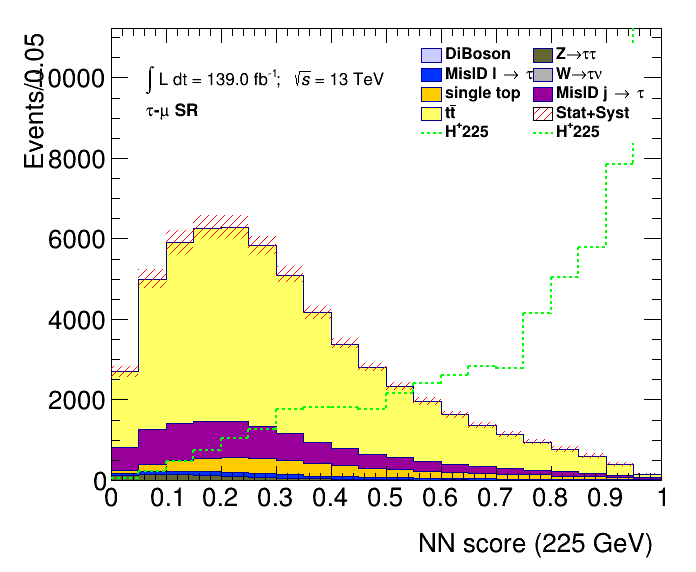 Events/0.05
0000
8000
6000
4000
2000
0
∫ L dt = 139.0 fb⁻¹; √s = 13 TeV
τ-μ SR
DiBoson Z→ττ
MisID l → τ W→τν
single top MisID j → τ
tt̄ Stat+Syst
H⁺225 H⁺225
0 0.1 0.2 0.3 0.4 0.5 0.6 0.7 0.8 0.9 1
NN score (225 GeV)